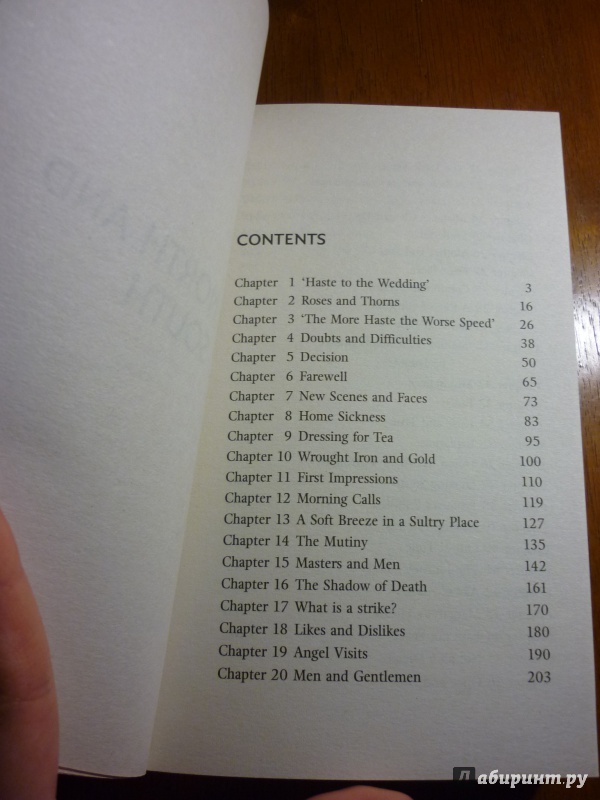 CONTENTS
Chapter 1 'Haste to the Wedding' 3
Chapter 2 Roses and Thorns 16
Chapter 3 'The More Haste the Worse Speed' 26
Chapter 4 Doubts and Difficulties 38
Chapter 5 Decision 50
Chapter 6 Farewell 65
Chapter 7 New Scenes and Faces 73
Chapter 8 Home Sickness 83
Chapter 9 Dressing for Tea 95
Chapter 10 Wrought Iron and Gold 100
Chapter 11 First Impressions 110
Chapter 12 Morning Calls 119
Chapter 13 A Soft Breeze in a Sultry Place 127
Chapter 14 The Mutiny 135
Chapter 15 Masters and Men 142
Chapter 16 The Shadow of Death 161
Chapter 17 What is a strike? 170
Chapter 18 Likes and Dislikes 180
Chapter 19 Angel Visits 190
Chapter 20 Men and Gentlemen 203
Лабиринт.ру